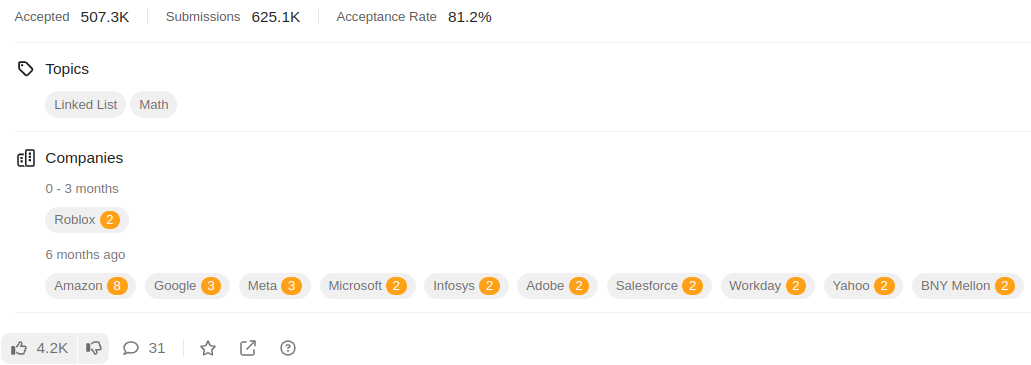 Accepted 507.3K Submissions 625.1K Acceptance Rate 81.2%
Topics
Linked List Math
Companies
0 - 3 months
Roblox 2
6 months ago
Amazon 8 Google 3 Meta 3 Microsoft 2 Infosys 2 Adobe 2 Salesforce 2 Workday 2 Yahoo 2 BNY Mellon 2
4.2K 31